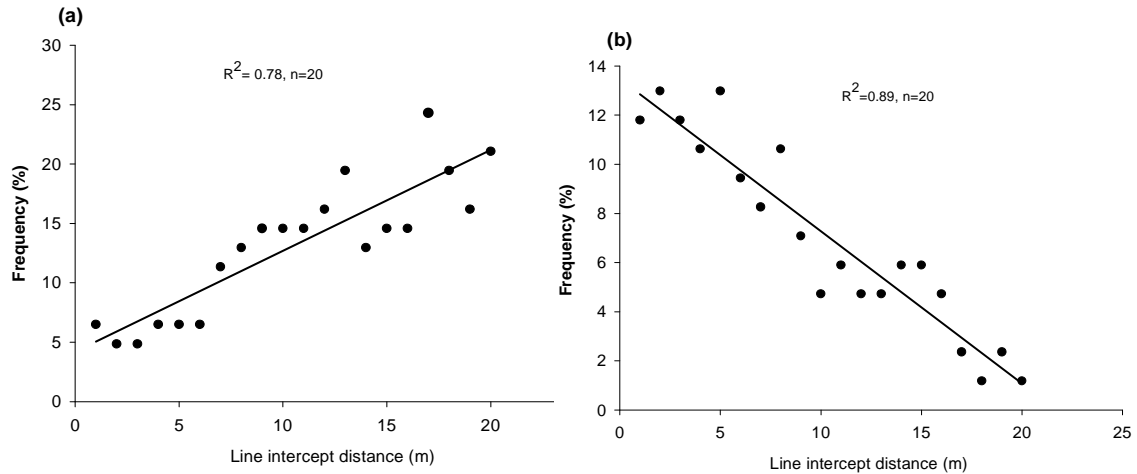 (a)
R2= 0.78, n=20
Frequency (%)
30
25
20
15
10
5
0
0 5 10 15 20
Line intercept distance (m)
(b)
R2=0.89, n=20
Frequency (%)
14
12
10
8
6
4
2
0
0 5 10 15 20 25
Line intercept distance (m)